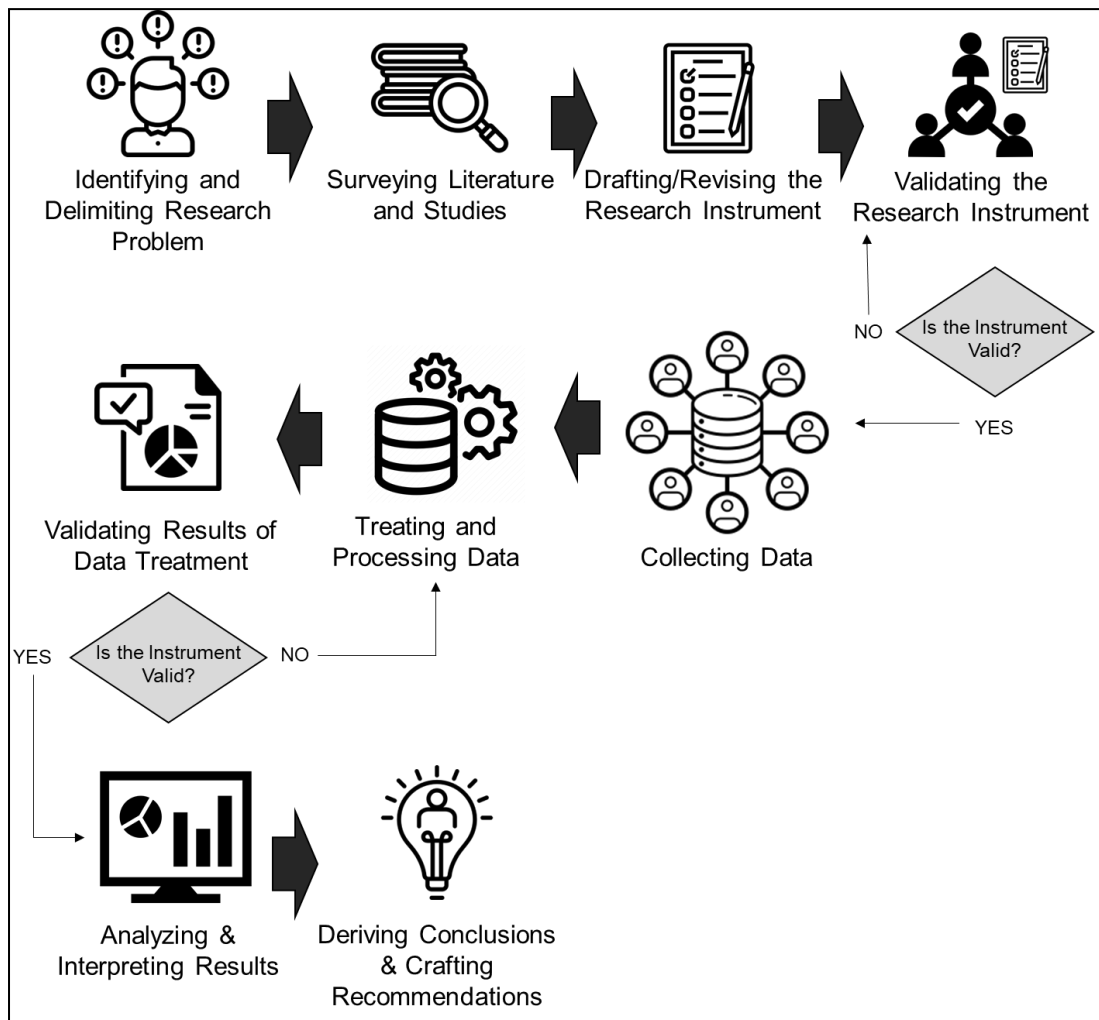 Identifying and
Delimiting Research
Problem
Surveying Literature
and Studies
Drafting/Revising the
Research Instrument
Validating the
Research Instrument
NO
Is the Instrument
Valid?
YES
Validating Results of
Data Treatment
Treating and
Processing Data
Collecting Data
YES
Is the Instrument
Valid?
NO
Analyzing &
Interpreting Results
Deriving Conclusions
& Crafting
Recommendations